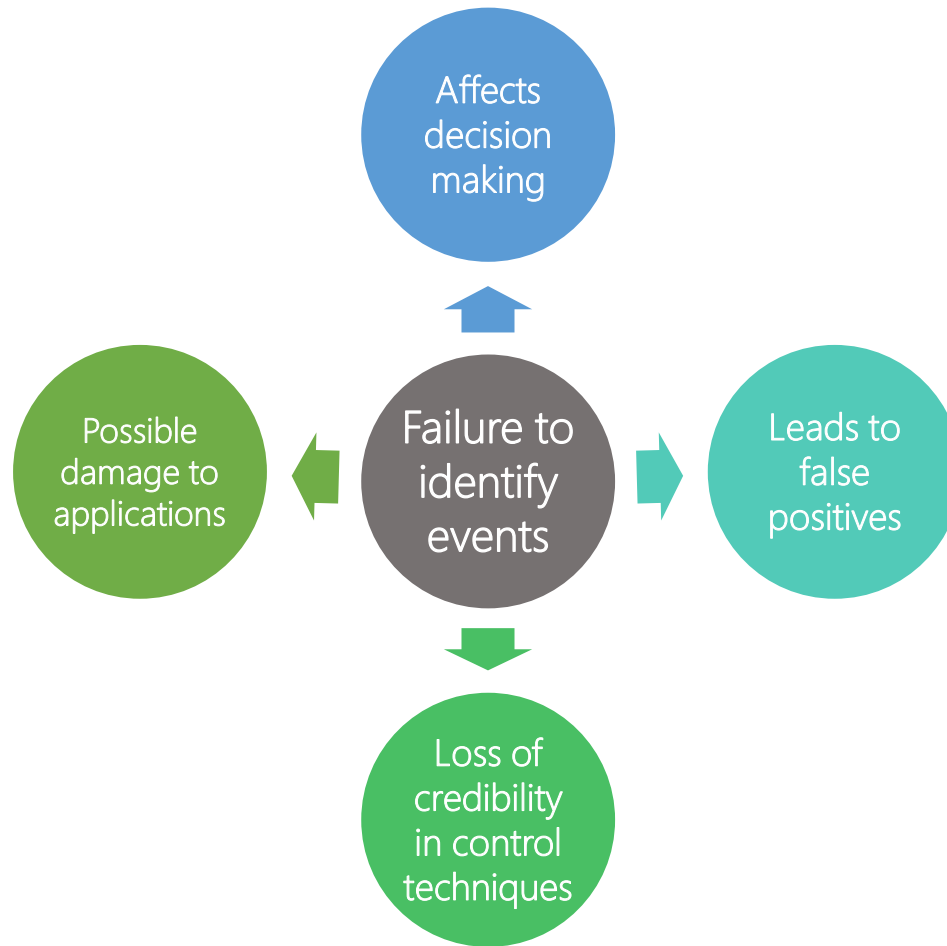 Affects
decision
making
Possible
damage to
applications
Failure to
identify
events
Leads to
false
positives
Loss of
credibility
in control
techniques